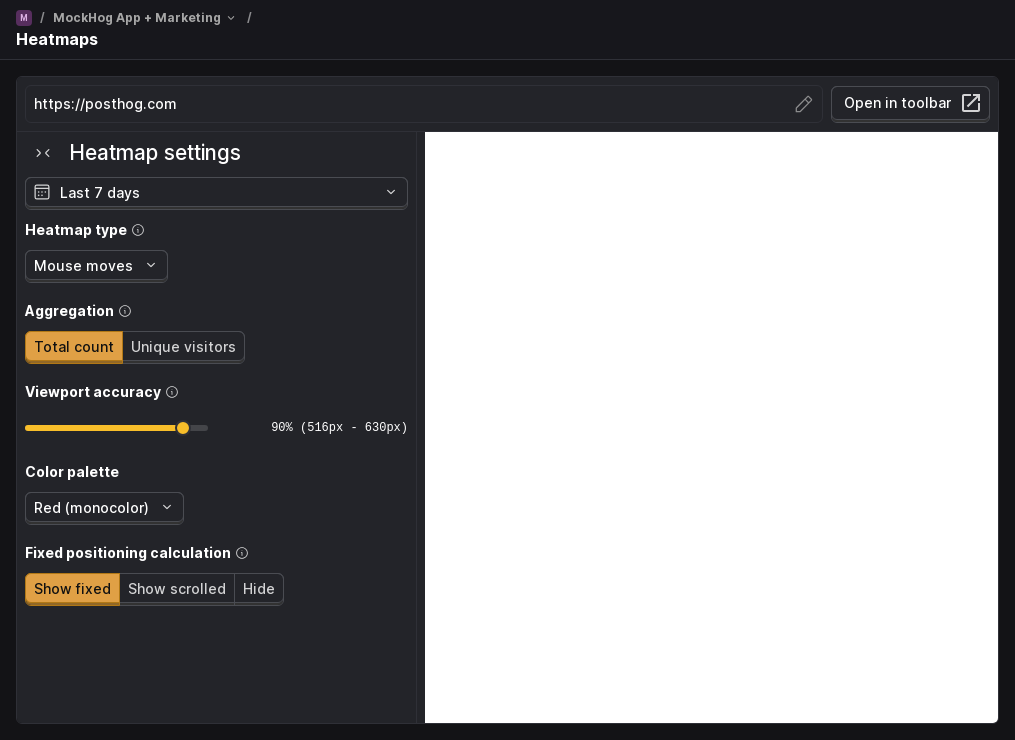 M / MockHog App + Marketing /
Heatmaps
https://posthog.com
Open in toolbar
Heatmap settings
Last 7 days
Heatmap type
Mouse moves
Aggregation
Total count Unique visitors
Viewport accuracy
90% (516px - 630px)
Color palette
Red (monocolor)
Fixed positioning calculation
Show fixed Show scrolled Hide